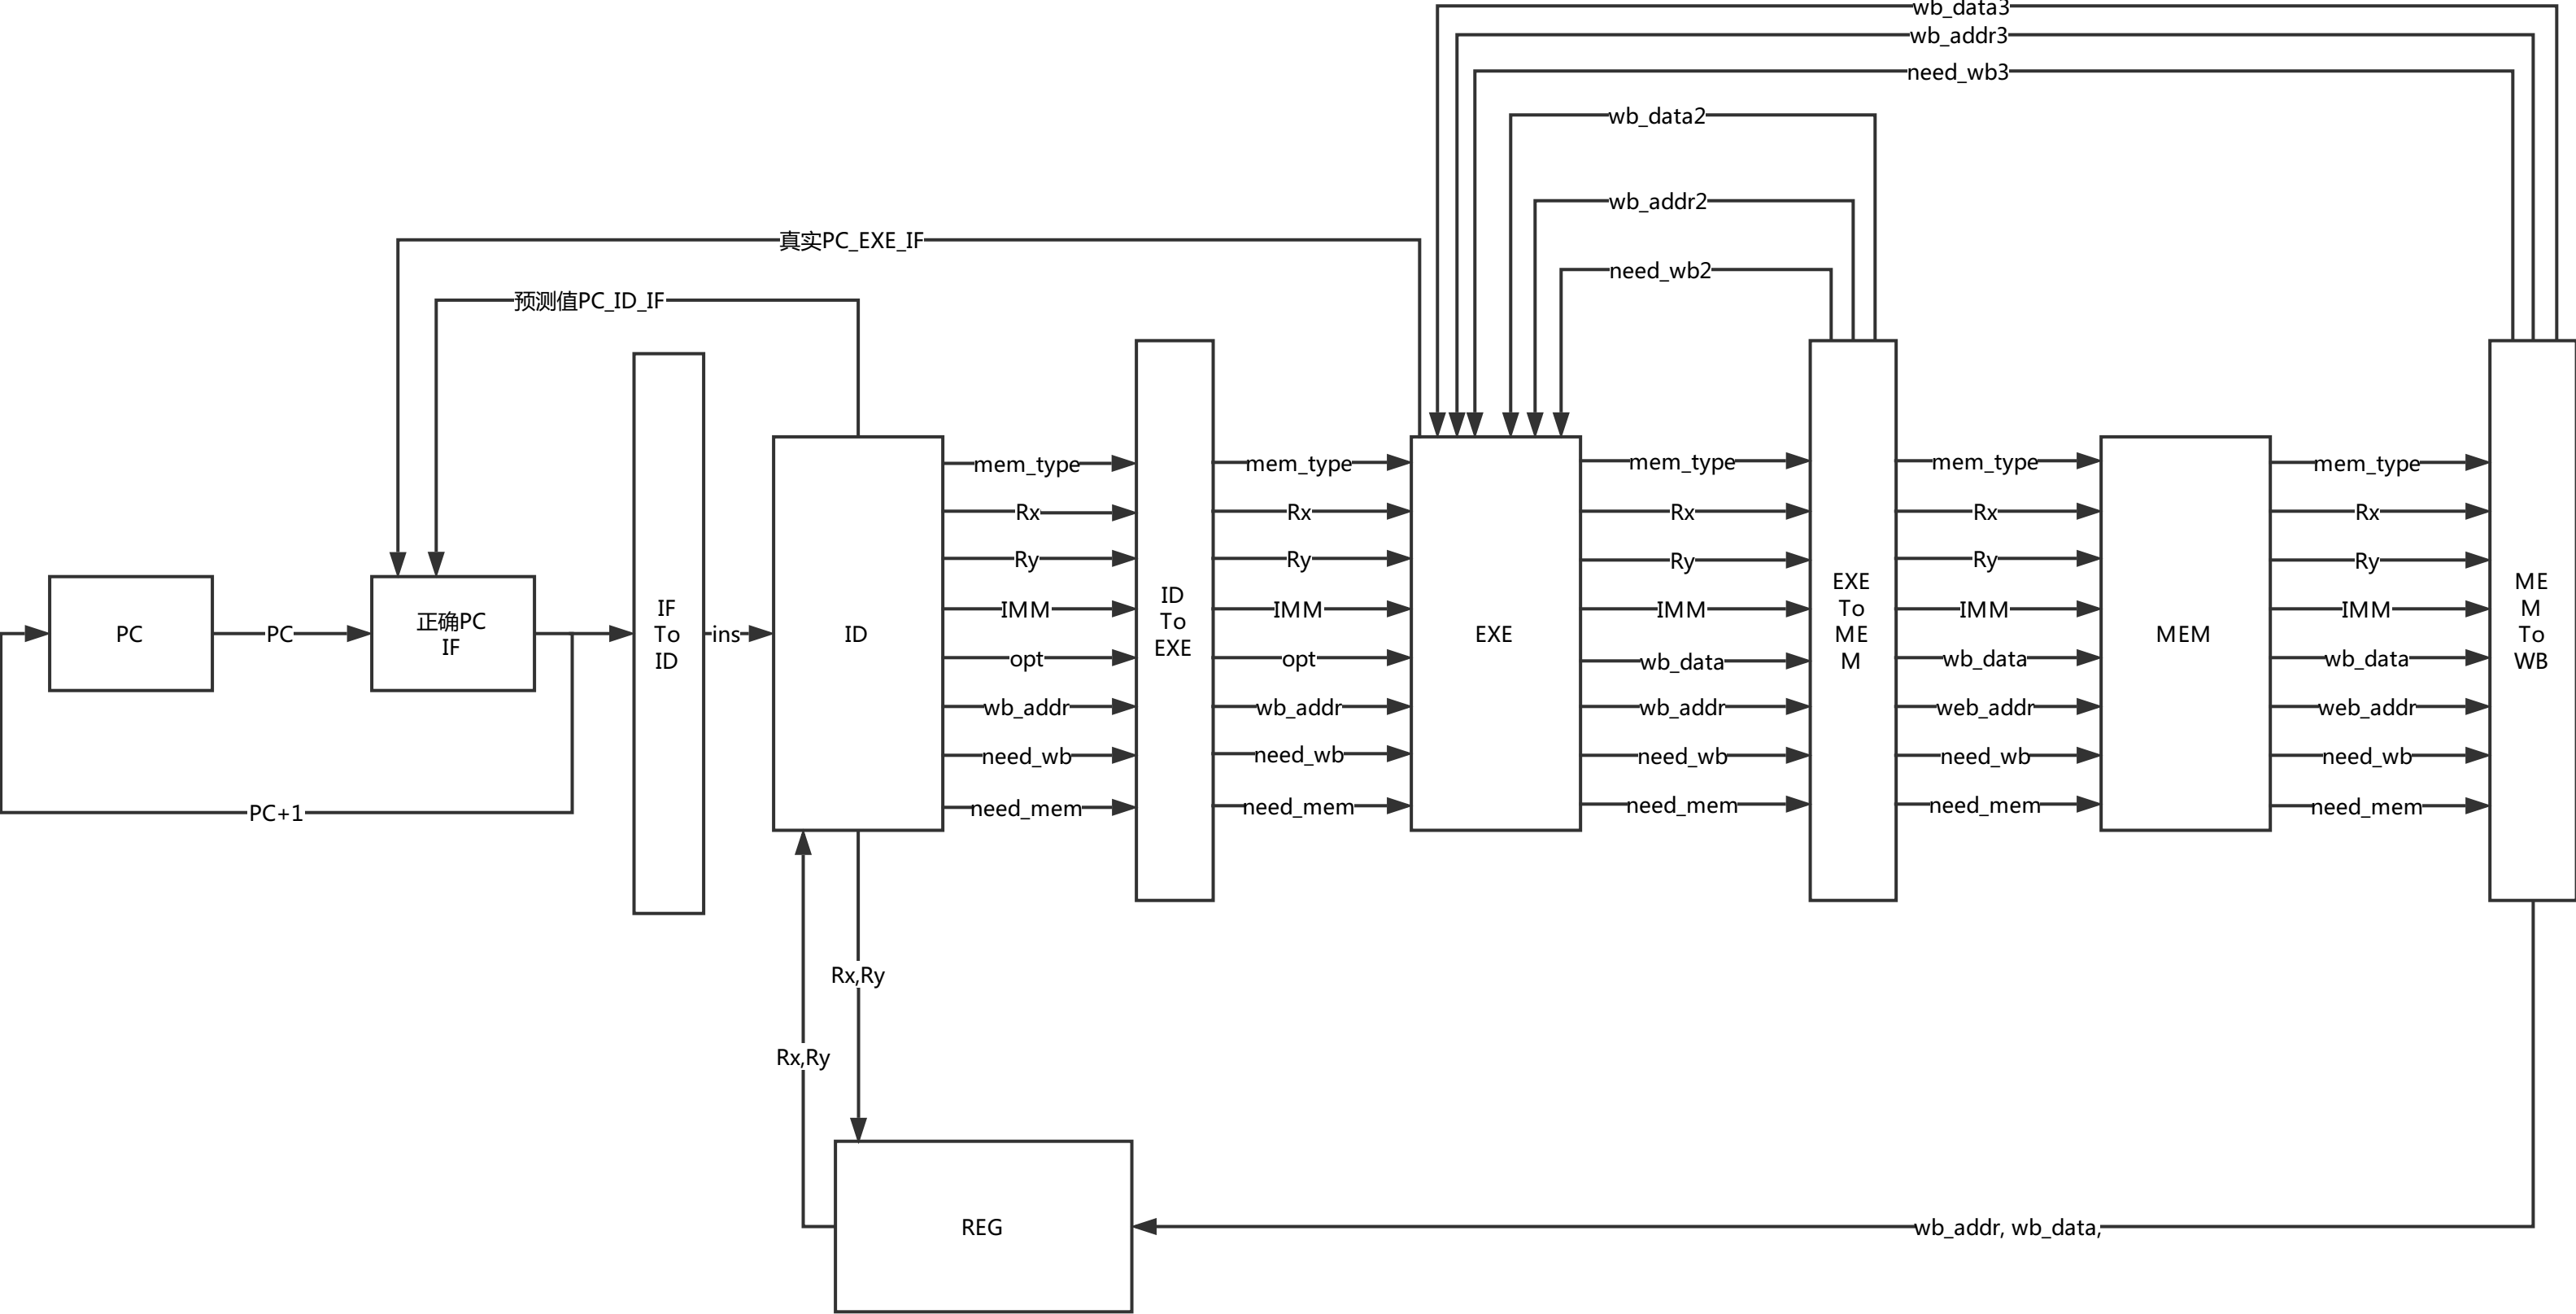 wb_data3
wb_addr3
need_wb3
wb_data2
wb_addr2
真实PC_EXE_IF
need_wb2
预测值PC_ID_IF
PC
PC
正确PC
IF
PC+1
IF
To
ID
ins
ID
mem_type
Rx
Ry
IMM
opt
wb_addr
need_wb
need_mem
ID
To
EXE
mem_type
Rx
Ry
IMM
opt
wb_addr
need_wb
need_mem
EXE
mem_type
Rx
Ry
IMM
wb_data
wb_addr
need_wb
need_mem
EXE
To
ME
M
mem_type
Rx
Ry
IMM
wb_data
web_addr
need_wb
need_mem
MEM
mem_type
Rx
Ry
IMM
wb_data
web_addr
need_wb
need_mem
ME
M
To
WB
Rx,Ry
Rx,Ry
REG
wb_addr, wb_data,